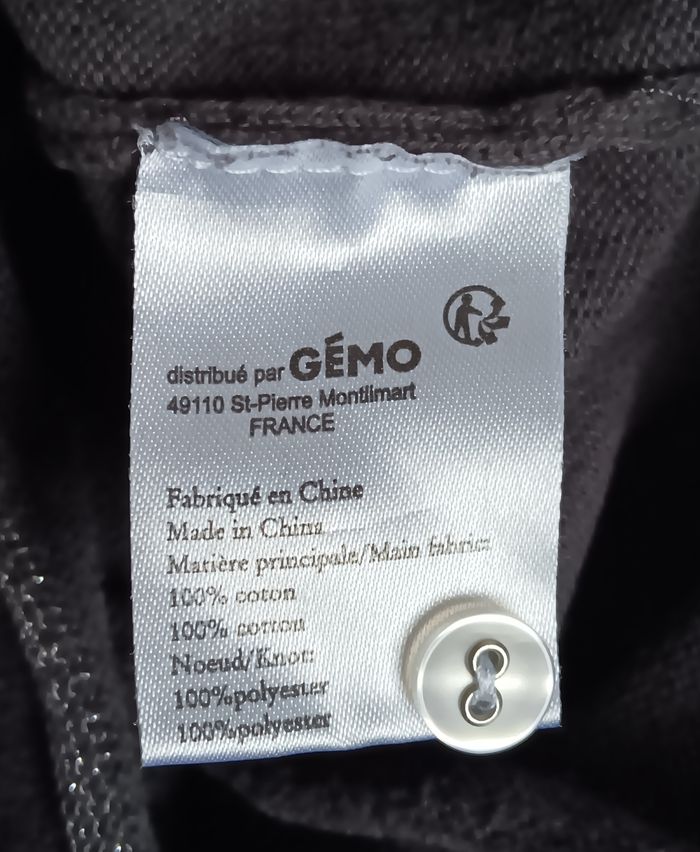 distribué par GÉMO
49110 St-Pierre Montlimart
FRANCE
Fabriqué en Chine
Made in China
Matière principale/Main fabric:
100% coton
100% cotton
Noeud/Knot:
100%polyester
100%polyester